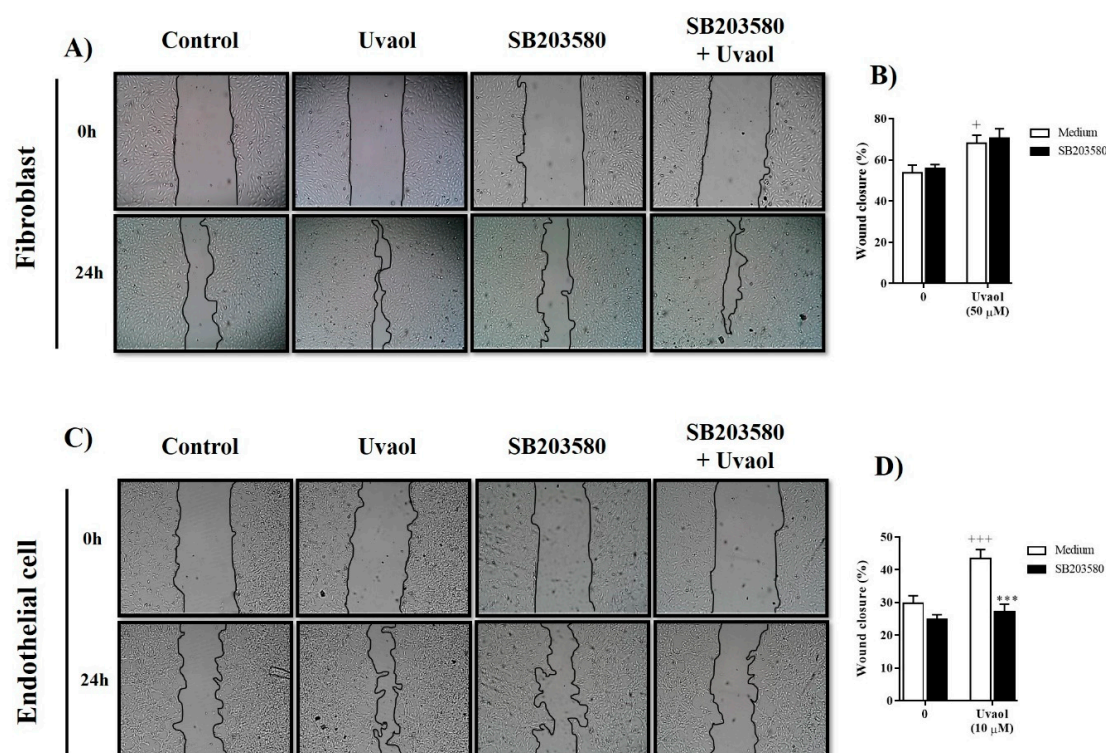 A)
Control
Uvaol
SB203580
SB203580
+ Uvaol
Fibroblast
0h
24h
B)
Wound closure (%)
80
60
40
20
0
+
0
Uvaol
(50 μM)
Medium
SB203580
C)
Control
Uvaol
SB203580
SB203580
+ Uvaol
Endothelial cell
0h
24h
D)
Wound closure (%)
50
40
30
20
10
0
+++
***
0
Uvaol
(10 μM)
Medium
SB203580